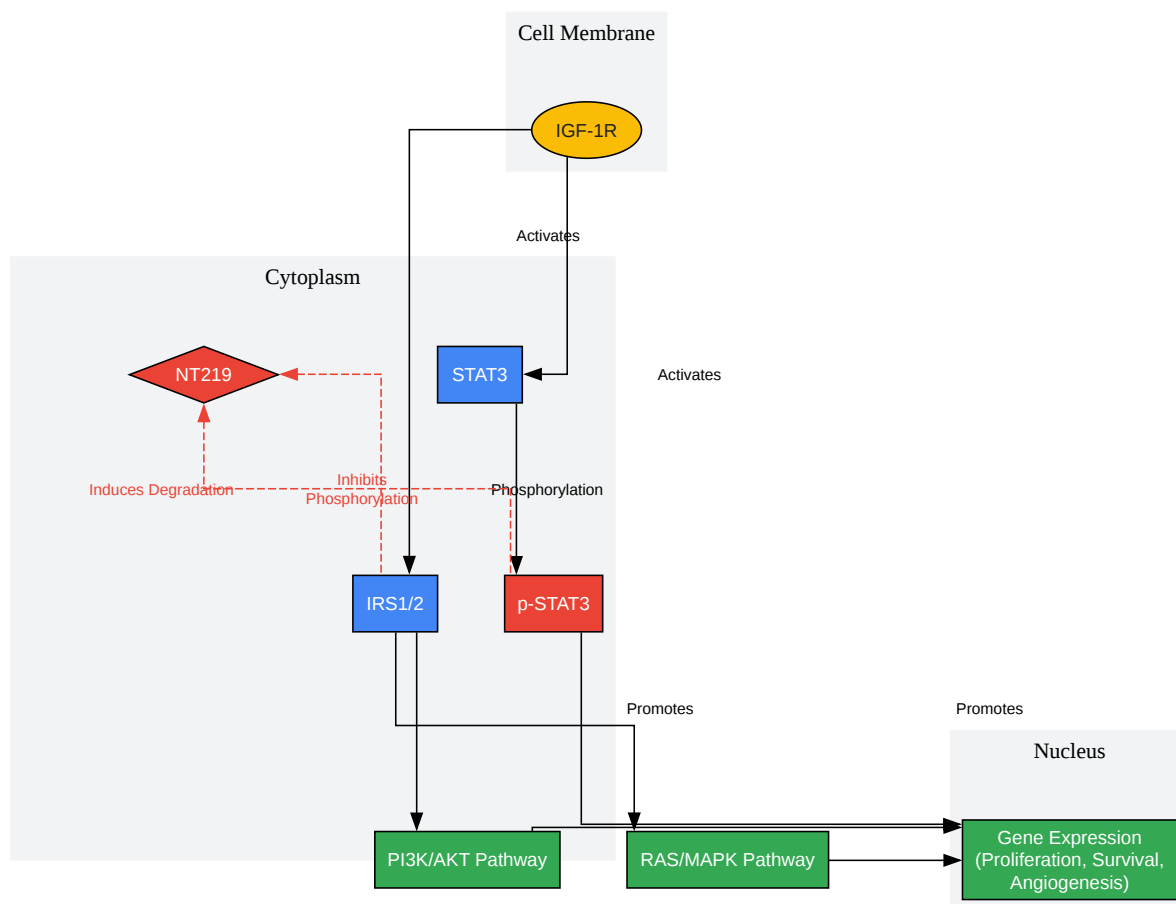 Cell Membrane
IGF-1R
Activates
Cytoplasm
NT219
STAT3
Activates
Induces Degradation
Inhibits
Phosphorylation
Phosphorylation
IRS1/2
p-STAT3
Promotes
Promotes
Nucleus
PI3K/AKT Pathway
RAS/MAPK Pathway
Gene Expression
(Proliferation, Survival,
Angiogenesis)